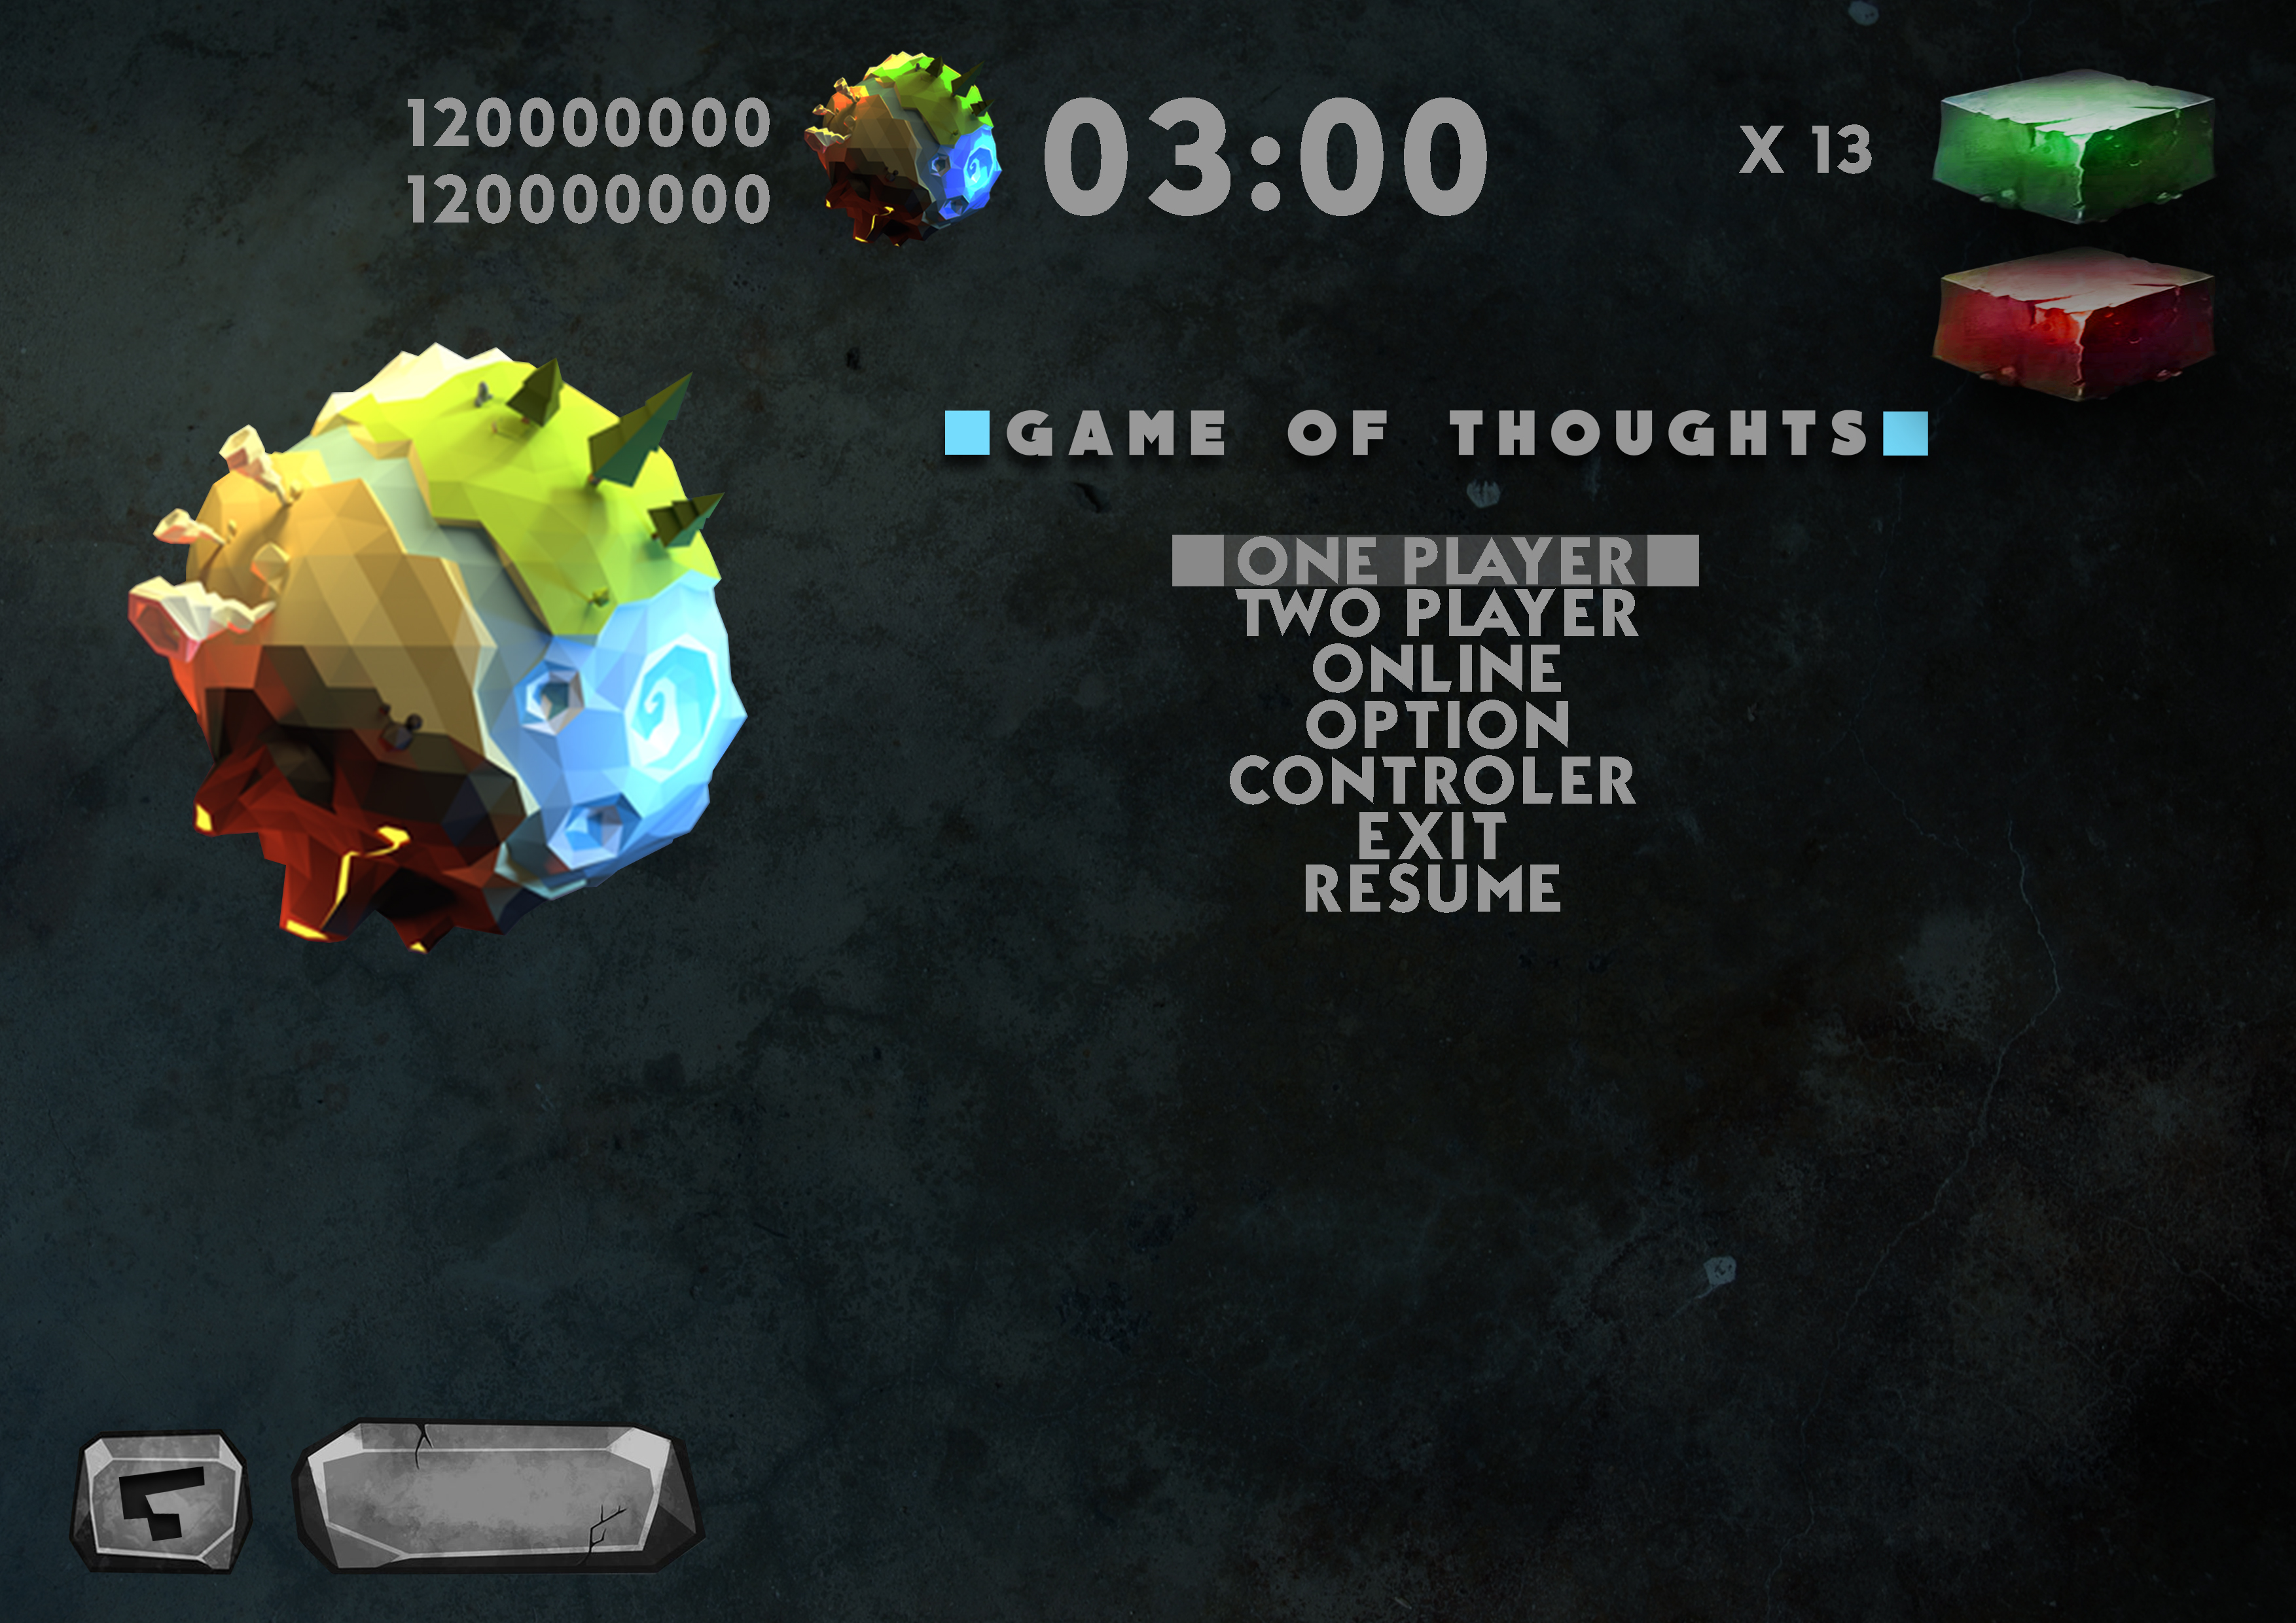 120000000
120000000
03:00
X 13
GAME OF THOUGHTS
ONE PLAYER
TWO PLAYER
ONLINE
OPTION
CONTROLER
EXIT
RESUME